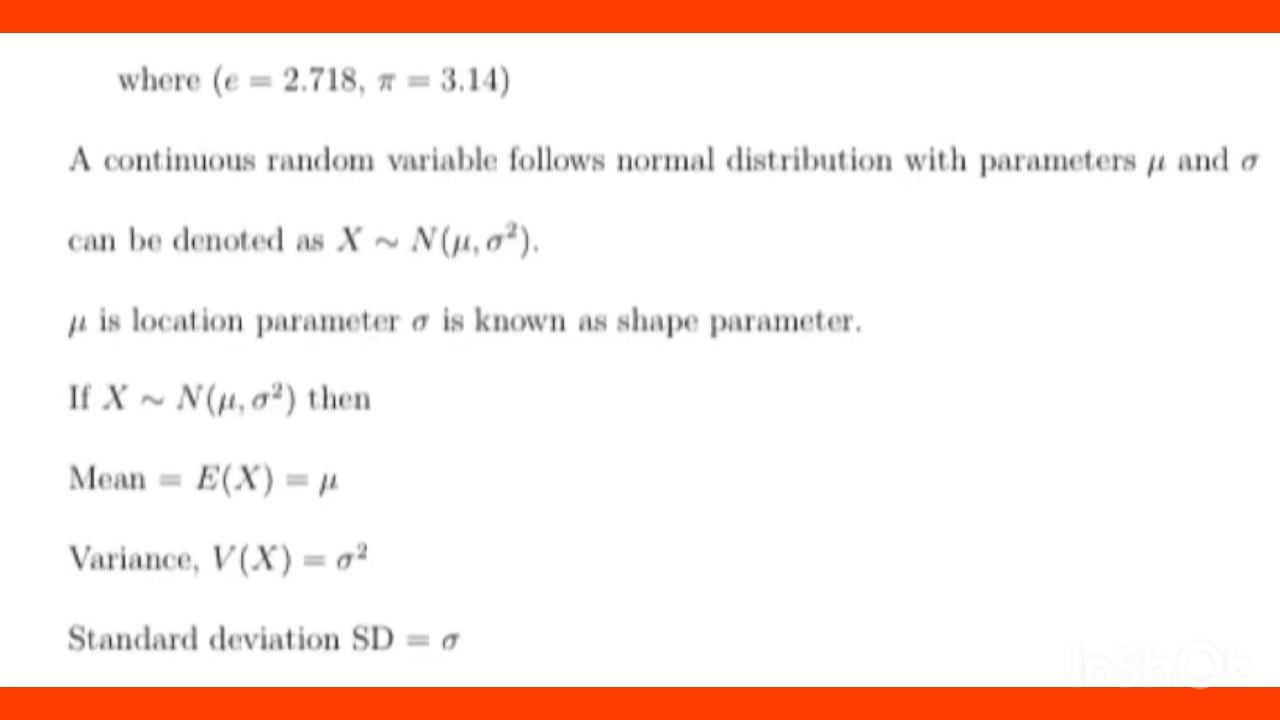 where (e = 2.718, π = 3.14)
A continuous random variable follows normal distribution with parameters μ and σ
can be denoted as X ∼ N(μ, σ²).
μ is location parameter σ is known as shape parameter.
If X ∼ N(μ, σ²) then
Mean = E(X) = μ
Variance, V(X) = σ²
Standard deviation SD = σ
InShOt